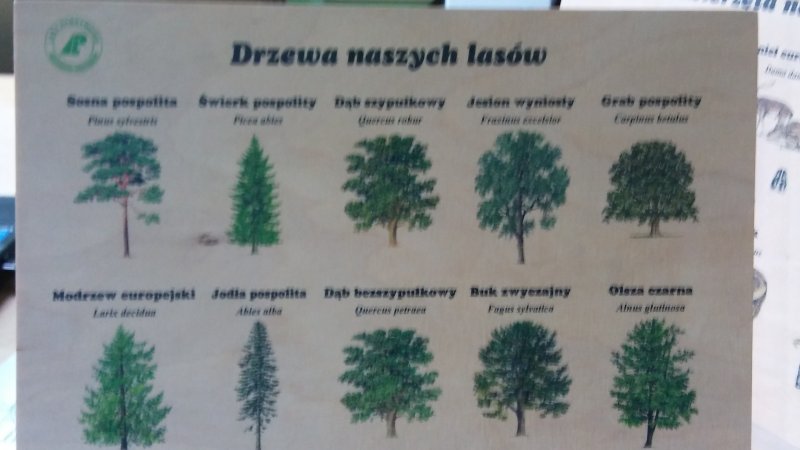 Drzewa naszych lasów
Sosna pospolita
Pinus sylvestris
Świerk pospolity
Picea abies
Dąb szypułkowy
Quercus robur
Jesion wyniosły
Fraxinus excelsior
Grab pospolity
Carpinus betulus
Modrzew europejski
Larix decidua
Jodła pospolita
Abies alba
Dąb bezszypułkowy
Quercus petraea
Buk zwyczajny
Fagus sylvatica
Olsza czarna
Alnus glutinosa